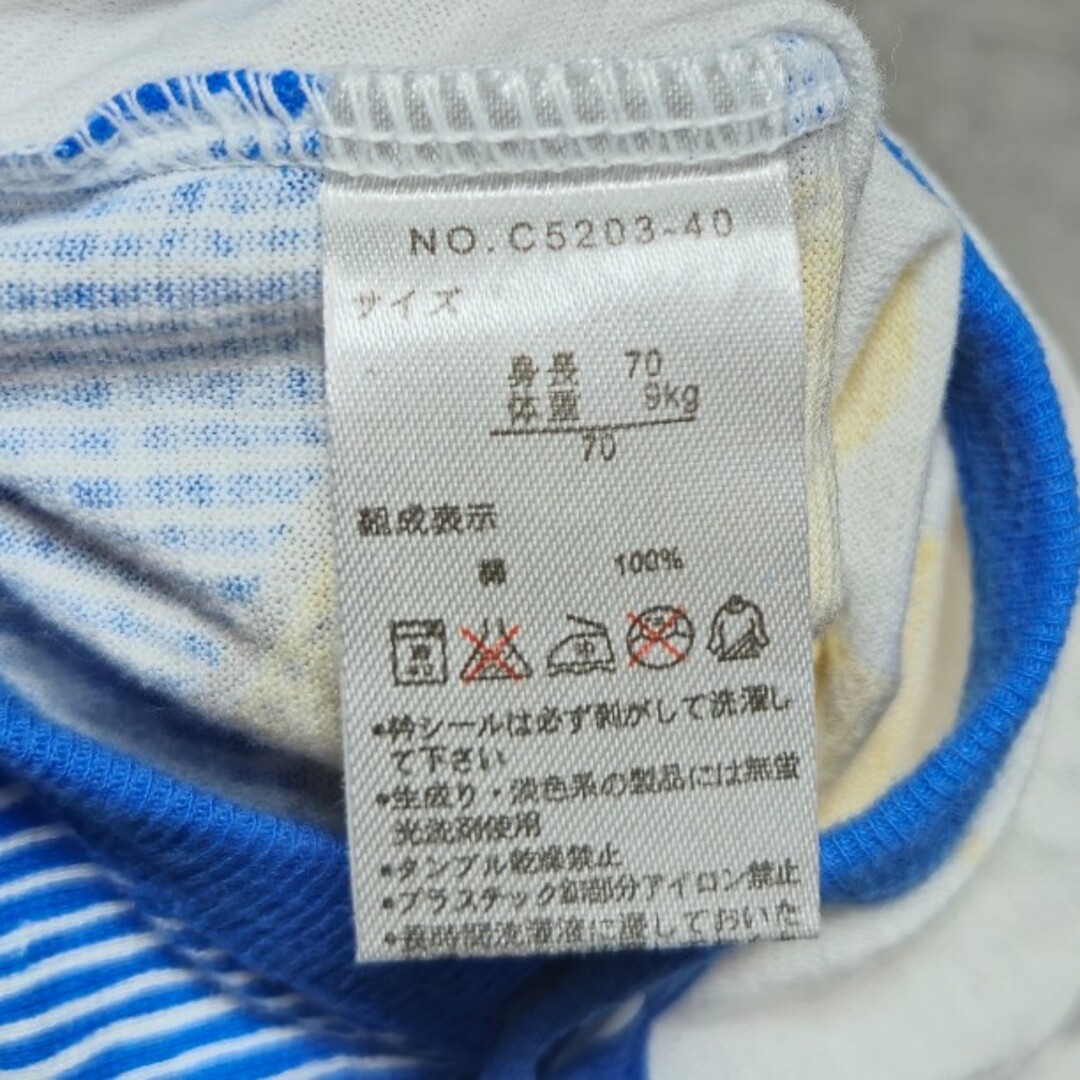 NO.C5203-40
サイズ
身長 70
体重 9kg
70
組成表示
綿 100%
•衿シールは必ず剥がして洗濯し
て下さい
•生成り・淡色系の製品には無蛍
光洗剤使用
•タンブル乾燥禁止
•プラスチック釦部分アイロン禁止
•長時間洗濯液に浸しておいた